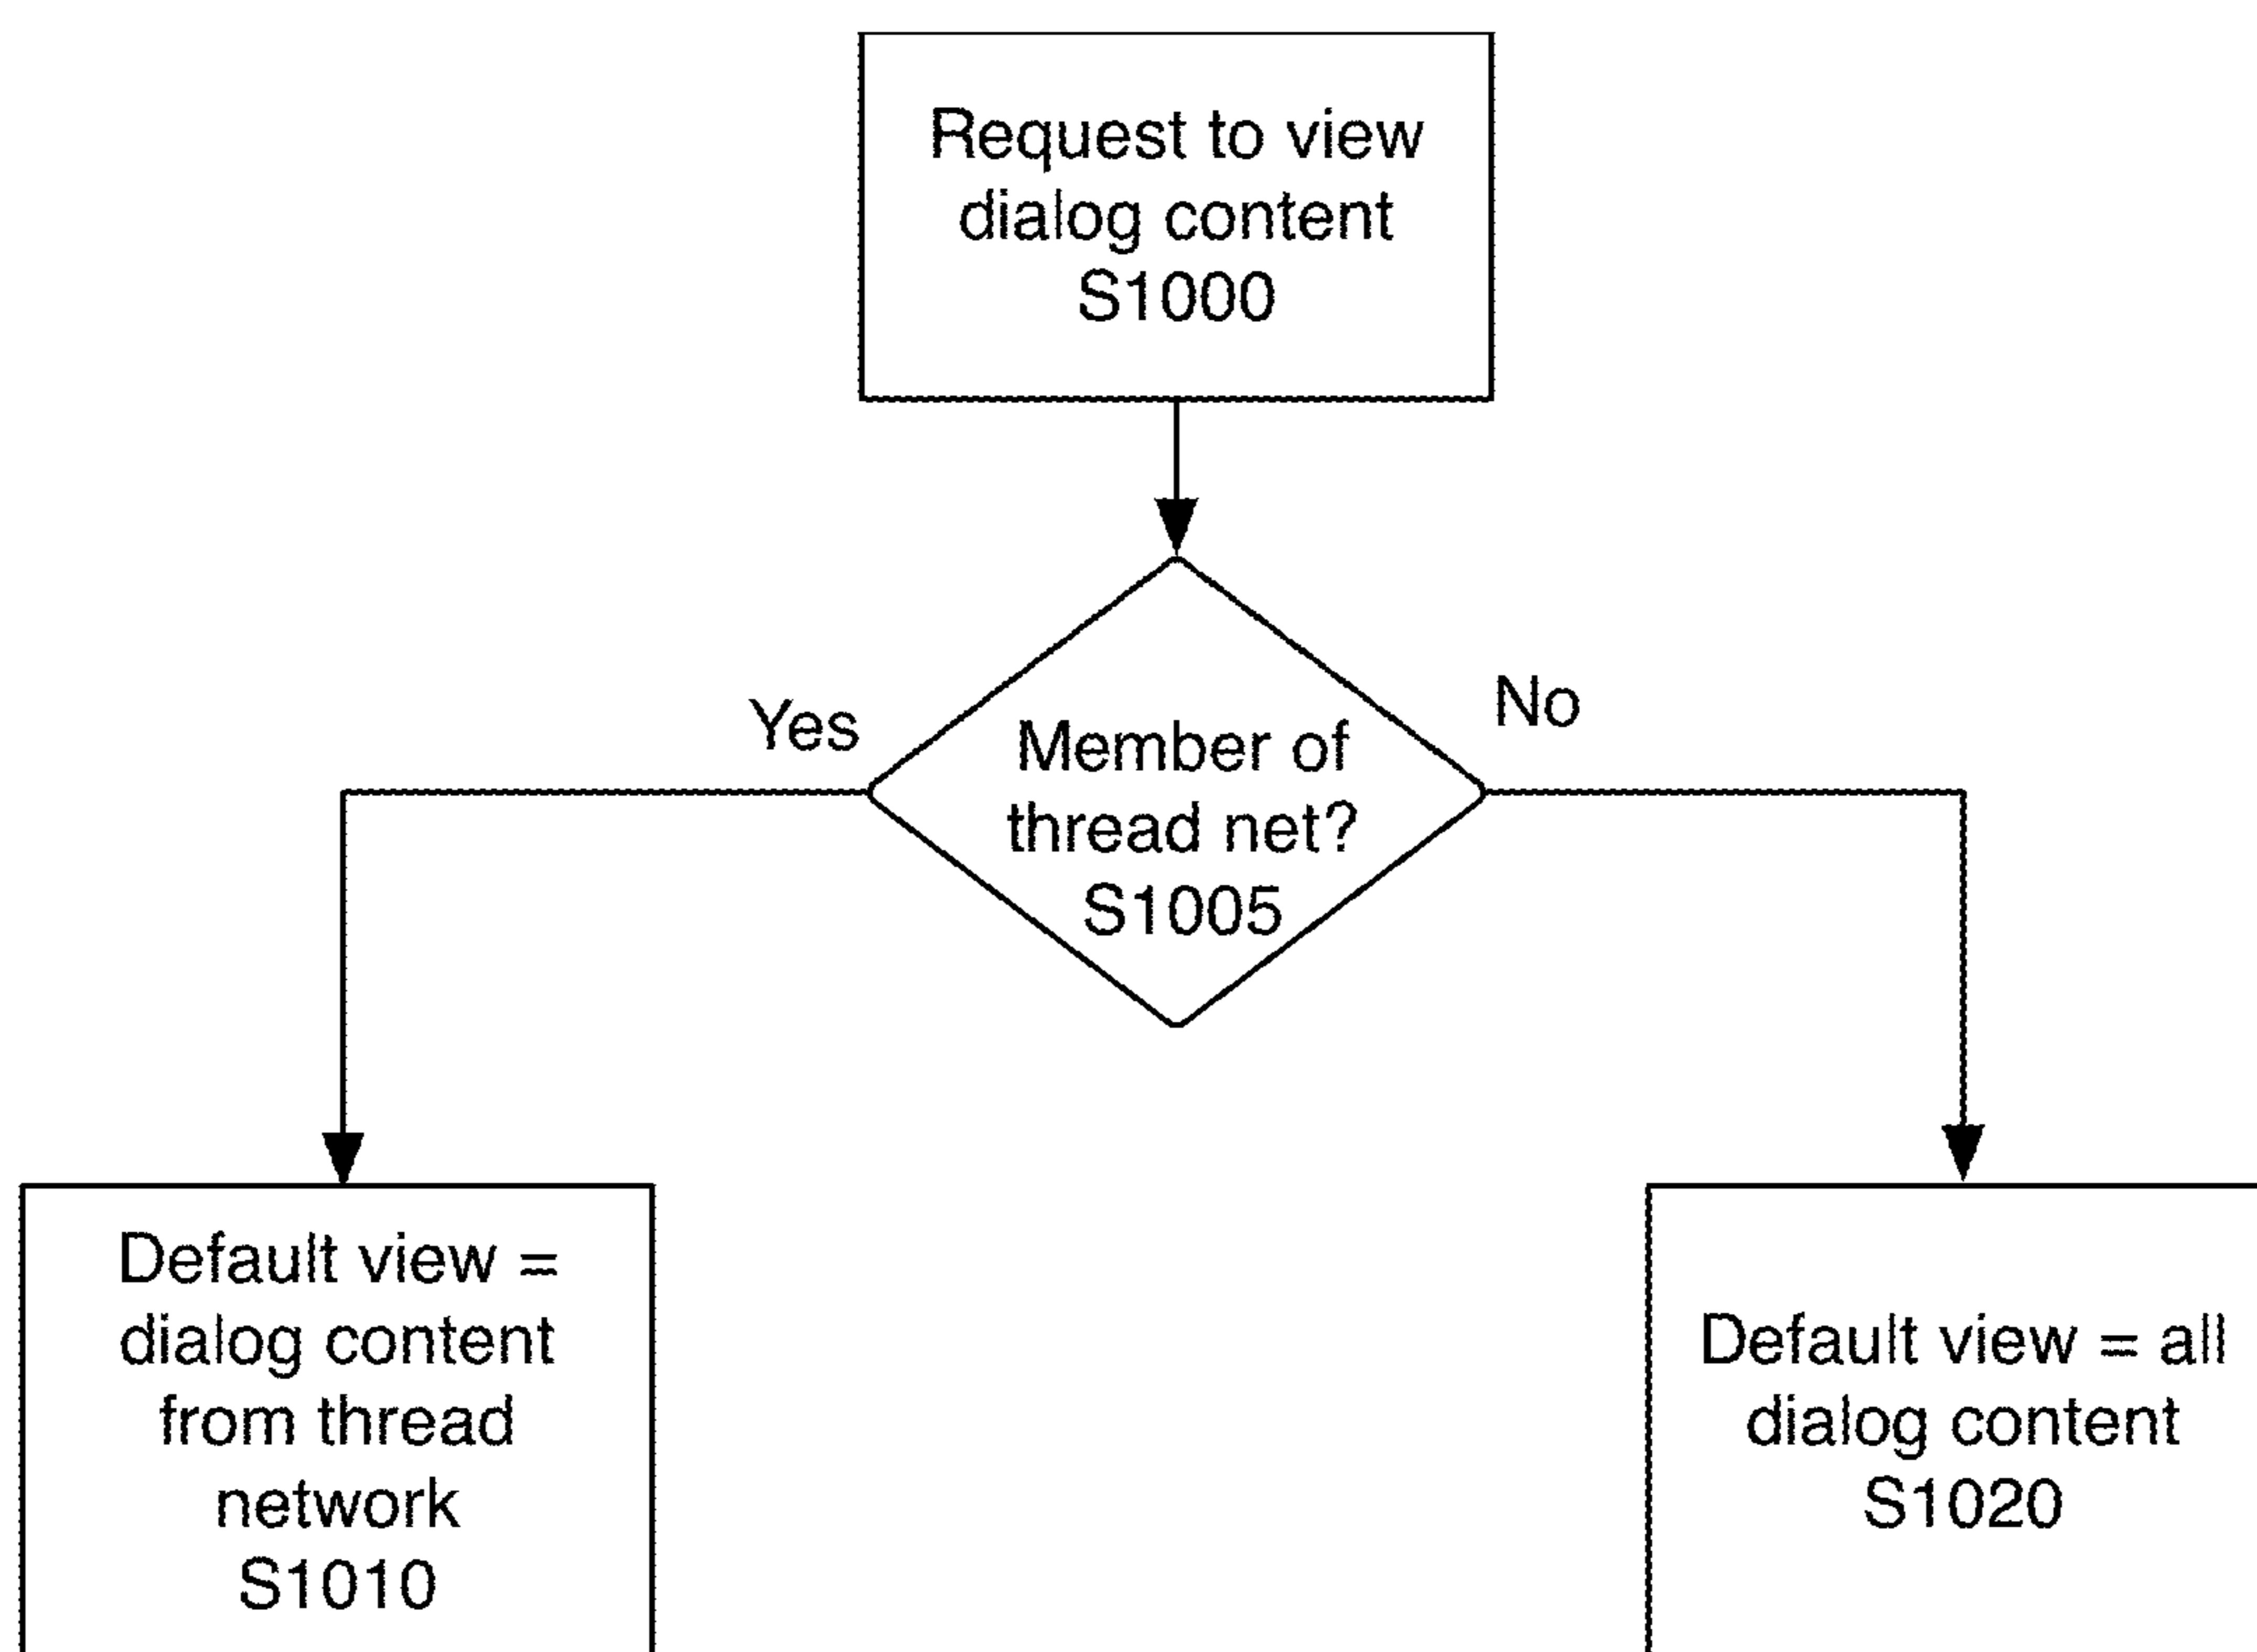 Request to view
dialog content
S1000
Yes
No
Member of
thread net?
S1005
Default view =
dialog content
from thread
network
S1010
Default view = all
dialog content
S1020